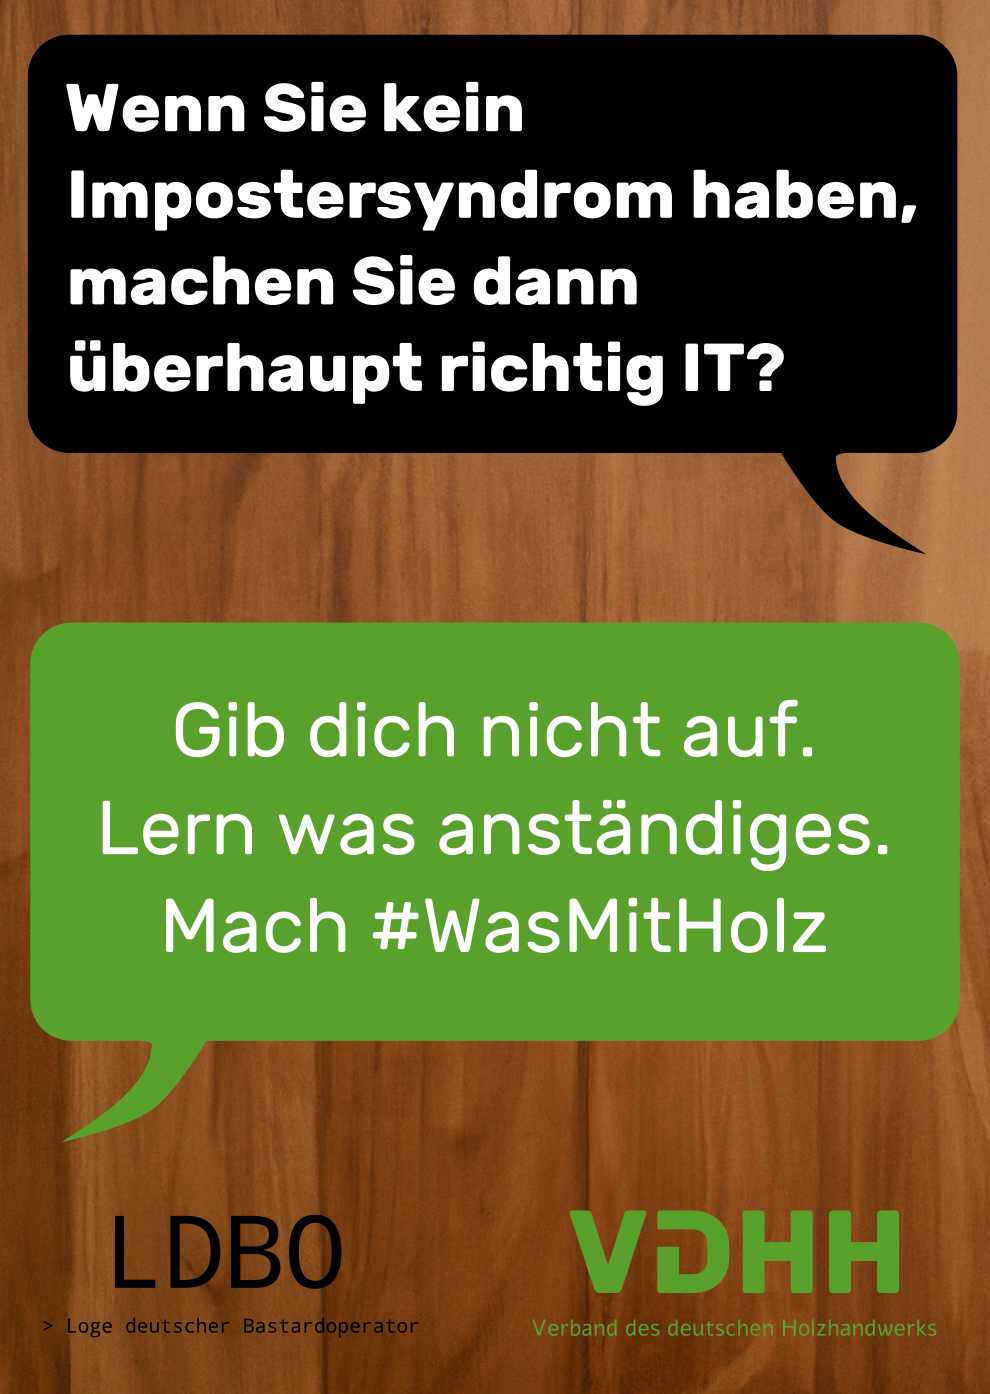 Wenn Sie kein
Impostersyndrom haben,
machen Sie dann
überhaupt richtig IT?
Gib dich nicht auf.
Lern was anständiges.
Mach #WasMitHolz
LDBO
> Loge deutscher Bastardoperator
VDHH
Verband des deutschen Holzhandwerks